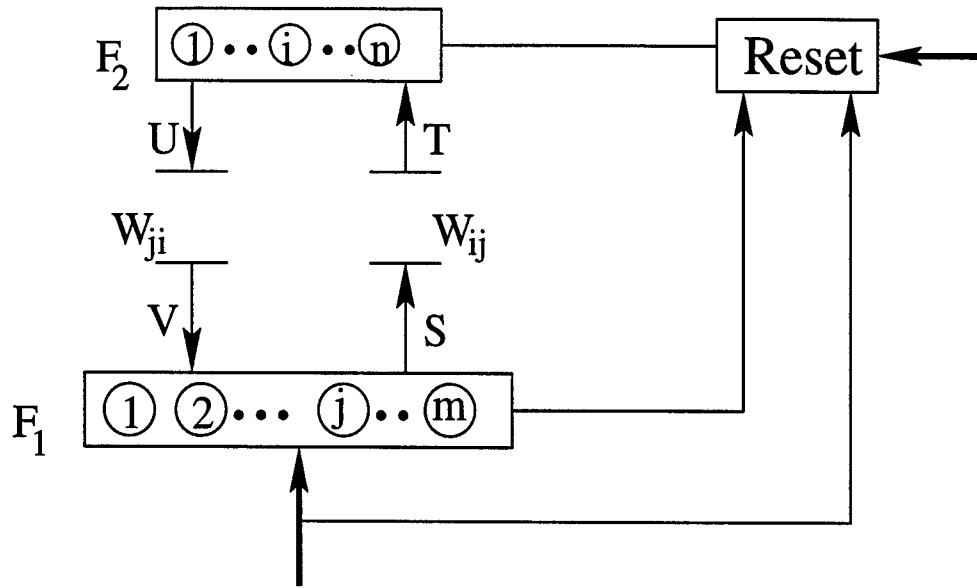 1 •• i •• n
Reset
F2
U
T
Wji
Wij
V
S
1 2 ••• j •• m
F1